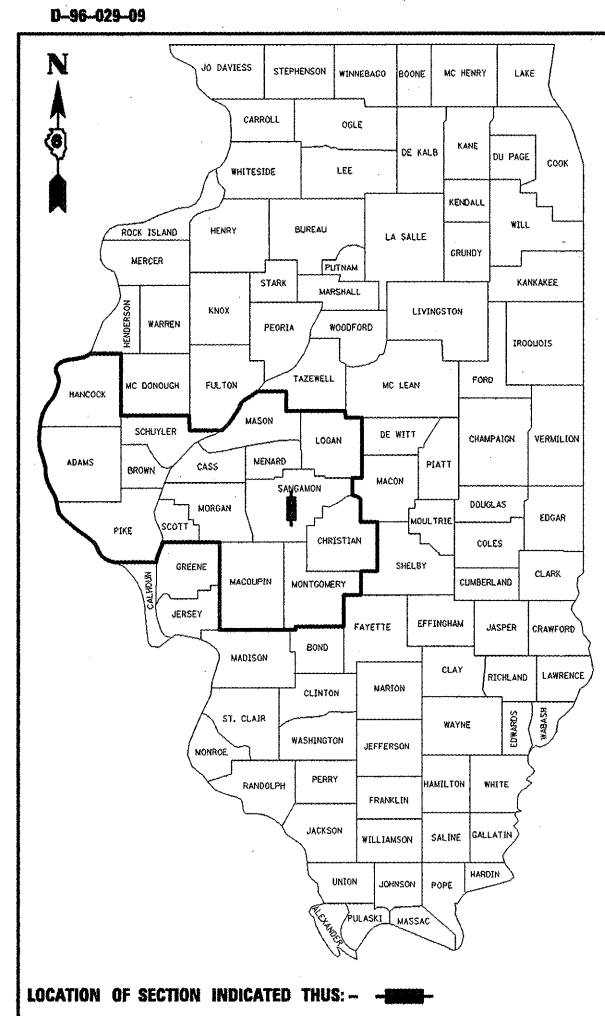 D-96-029-09
N
6
JO DAVIESS STEPHENSON WINNEBAGO BOONE MC HENRY LAKE
CARROLL OGLE
DE KALB KANE DU PAGE COOK
WHITESIDE LEE
KENDALL
ROCK ISLAND HENRY BUREAU LA SALLE GRUNDY WILL
MERCER
PUTNAM
STARK MARSHALL KANKAKEE
HENDERSON WARREN KNOX PEORIA WOODFORD LIVINGSTON IROQUOIS
HANCOCK MC DONOUGH FULTON TAZEWELL MC LEAN FORD
MASON
SCHUYLER LOGAN DE WITT CHAMPAIGN VERMILION
ADAMS BROWN CASS MENARD MACON PIATT
SANGAMON
PIKE SCOTT MORGAN CHRISTIAN MOULTRIE DOUGLAS EDGAR
COLES
CALHOUN GREENE MACOUPIN MONTGOMERY SHELBY CUMBERLAND CLARK
JERSEY
FAYETTE EFFINGHAM JASPER CRAWFORD
MADISON BOND
CLAY RICHLAND LAWRENCE
CLINTON MARION
ST. CLAIR WAYNE EDWARDS WABASH
WASHINGTON JEFFERSON
MONROE
RANDOLPH PERRY HAMILTON WHITE
FRANKLIN
JACKSON WILLIAMSON SALINE GALLATIN
UNION JOHNSON POPE HARDIN
ALEXANDER PULASKI MASSAC
LOCATION OF SECTION INDICATED THUS: -